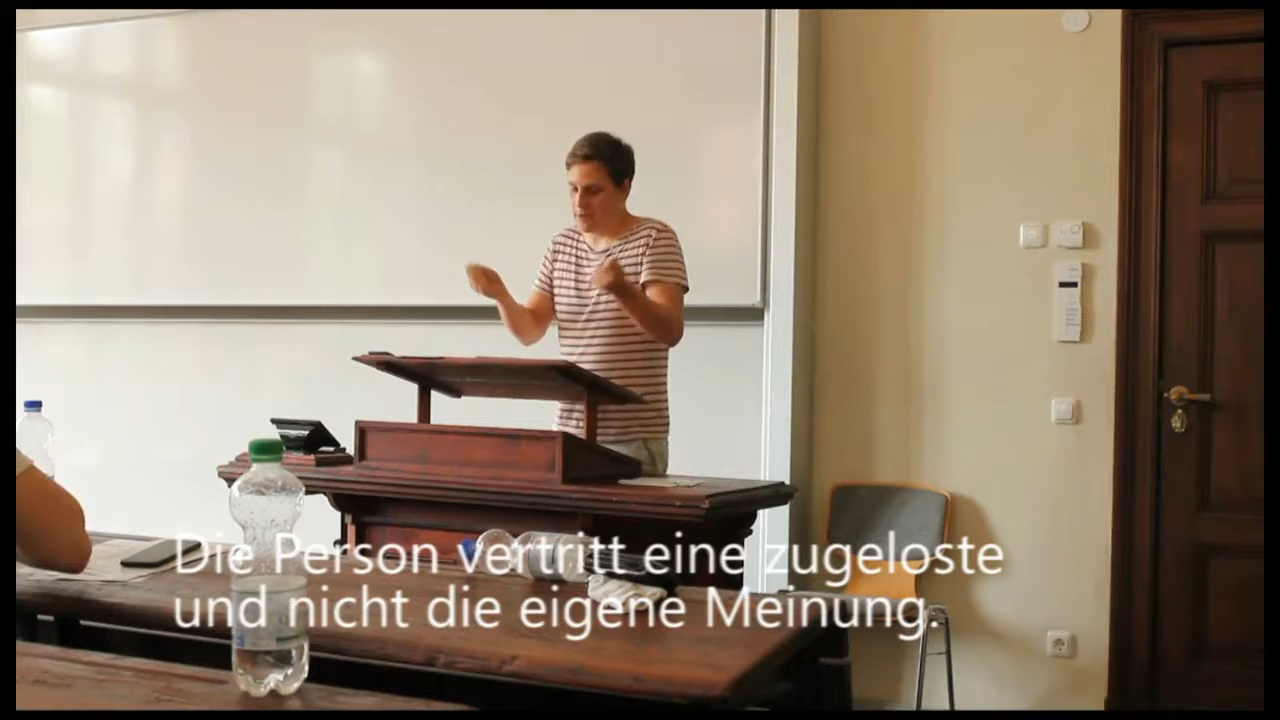 Die Person vertritt eine zugeloste
und nicht die eigene Meinung.